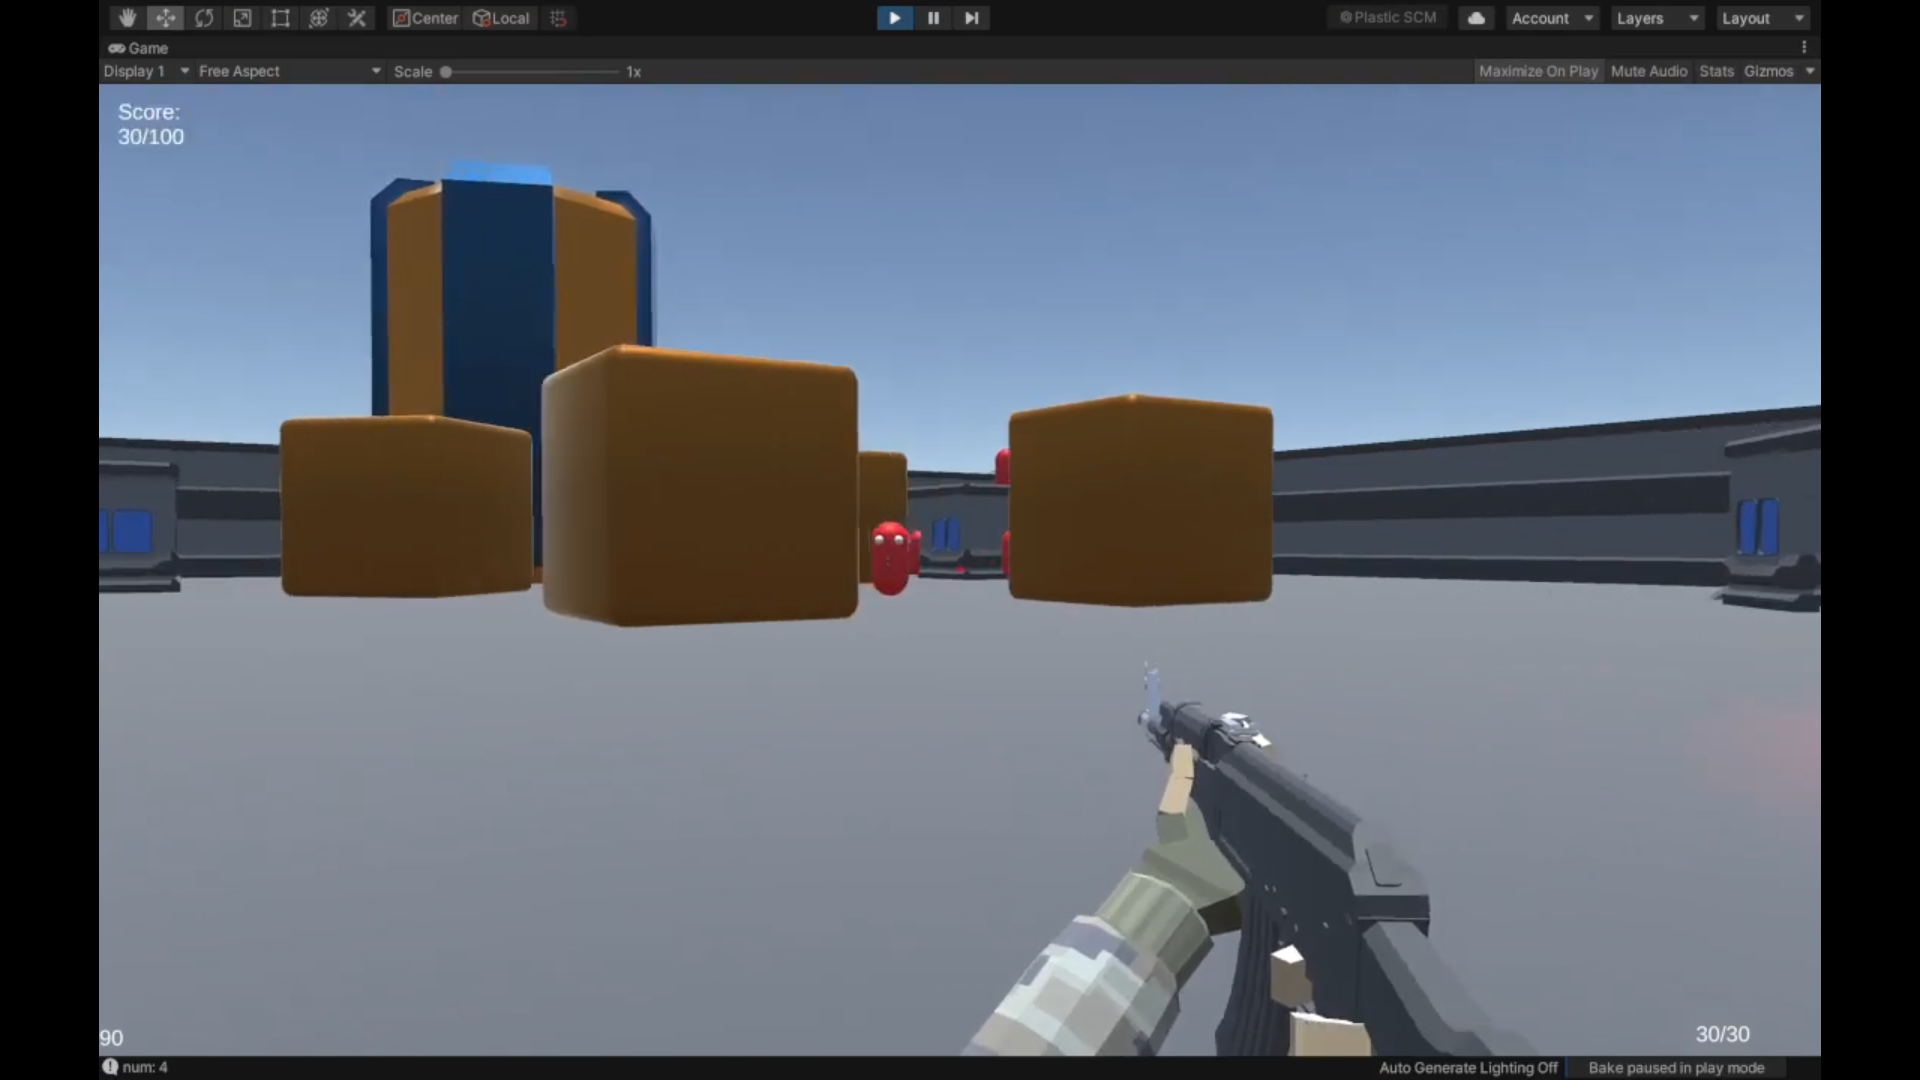 Center Local Plastic SCM Account Layers Layout
Game
Display 1 Free Aspect Scale 1x Maximize On Play Mute Audio Stats Gizmos
Score:
30/100
90 30/30
num: 4 Auto Generate Lighting Off Bake paused in play mode